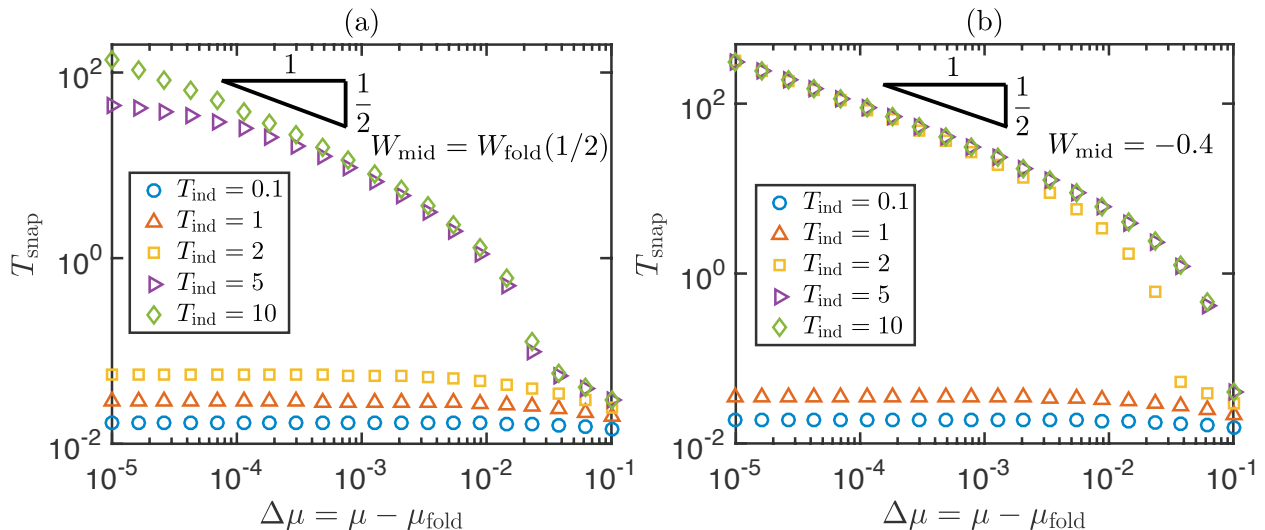 (a)
10^2
10^0
10^-2
T_snap
1
1/2
W_mid = W_fold(1/2)
T_ind = 0.1
T_ind = 1
T_ind = 2
T_ind = 5
T_ind = 10
10^-5
10^-4
10^-3
10^-2
10^-1
Δμ = μ − μ_fold
(b)
10^2
10^0
10^-2
T_snap
1
1/2
W_mid = −0.4
T_ind = 0.1
T_ind = 1
T_ind = 2
T_ind = 5
T_ind = 10
10^-5
10^-4
10^-3
10^-2
10^-1
Δμ = μ − μ_fold